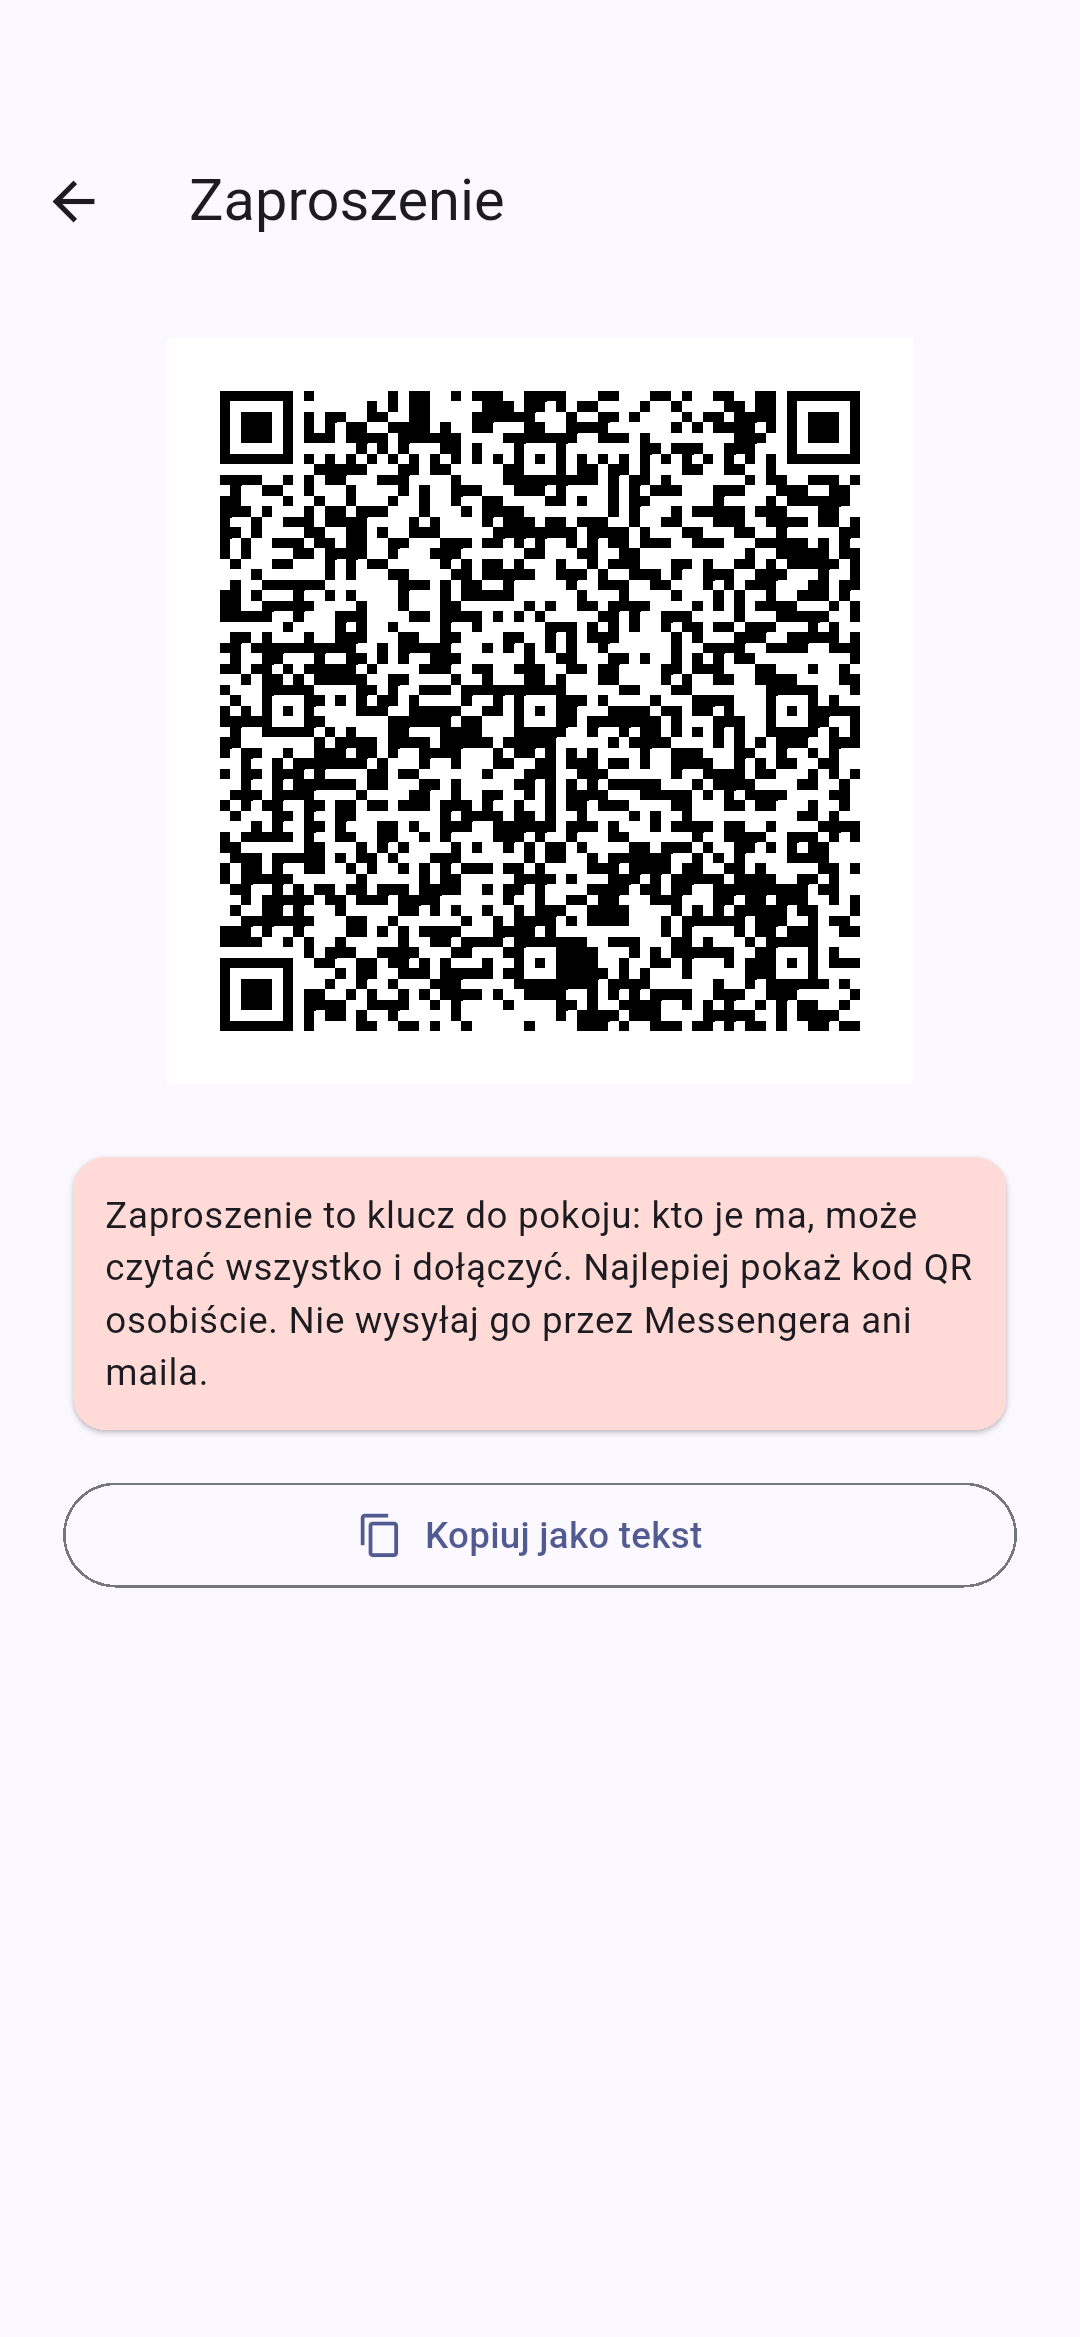 Zaproszenie
Zaproszenie to klucz do pokoju: kto je ma, może
czytać wszystko i dołączyć. Najlepiej pokaż kod QR
osobiście. Nie wysyłaj go przez Messengera ani
maila.
Kopiuj jako tekst